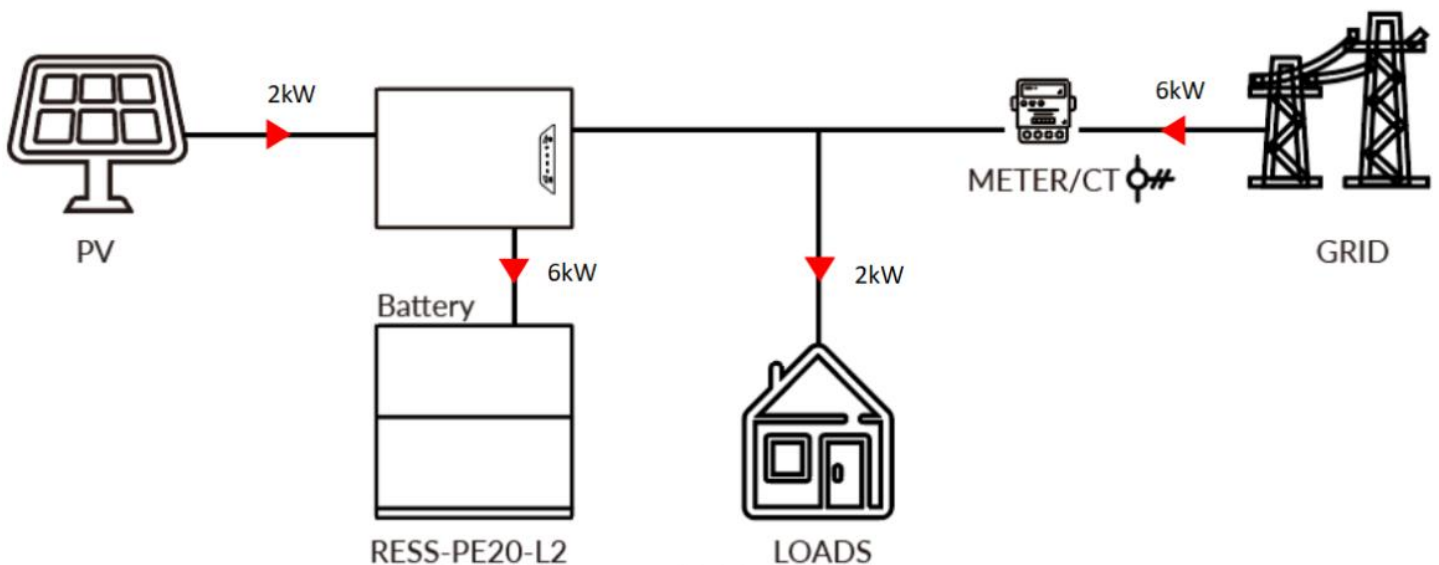 2kW
6kW
METER/CT
PV
GRID
6kW
2kW
Battery
RESS-PE20-L2
LOADS